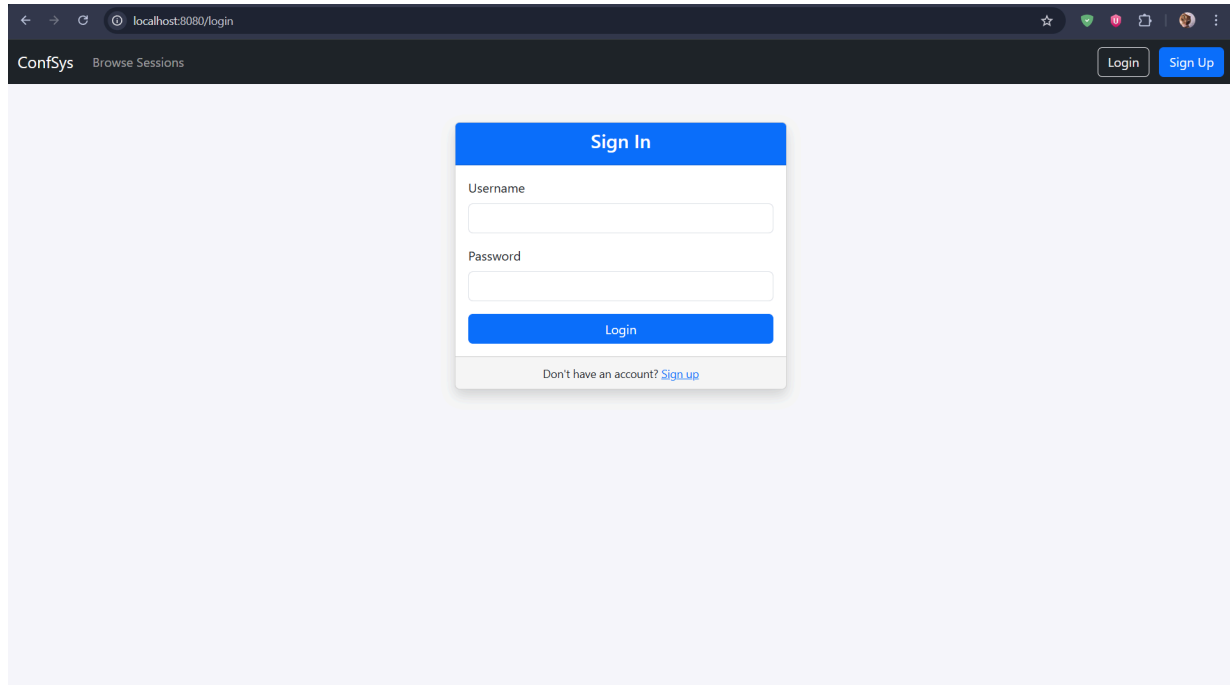 localhost:8080/login
ConfSys Browse Sessions Login Sign Up
Sign In
Username
Password
Login
Don't have an account? Sign up